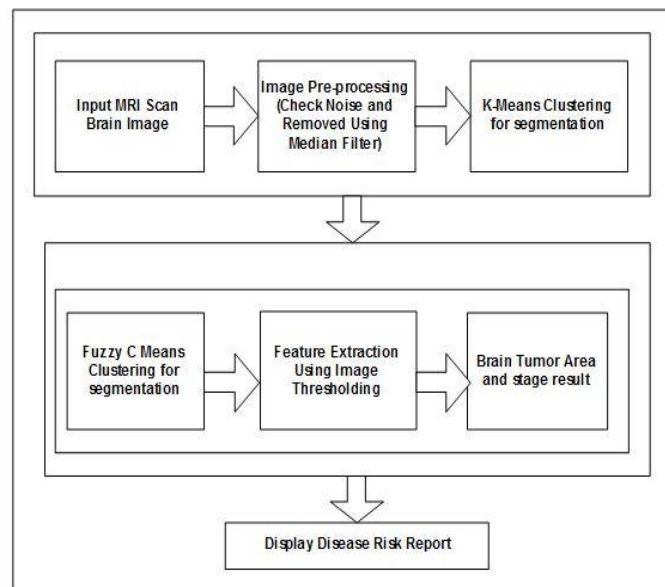 Input MRI Scan
Brain Image
Image Pre-processing
(Check Noise and
Removed Using
Median Filter)
K-Means Clustering
for segmentation
Fuzzy C Means
Clustering for
segmentation
Feature Extraction
Using Image
Thresholding
Brain Tumor Area
and stage result
Display Disease Risk Report